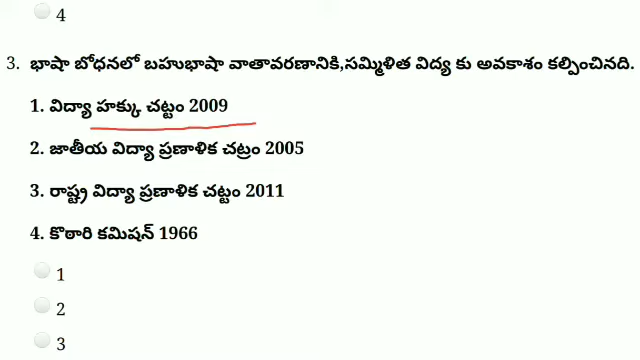 4
3. భాషా బోధనలో బహుభాషా వాతావరణానికి,సమ్మిళిత విద్య కు అవకాశం కల్పించినది.
1. విద్యా హక్కు చట్టం 2009
2. జాతీయ విద్యా ప్రణాళిక చట్రం 2005
3. రాష్ట్ర విద్యా ప్రణాళిక చట్టం 2011
4. కొఠారి కమిషన్ 1966
1
2
3